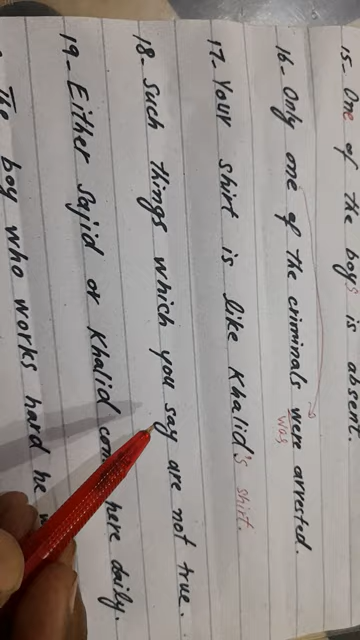 15- One of the boys is absent.
16- Only one of the criminals were arrested.
was
17- Your shirt is like Khalid's shirt.
18- Such things which you say are not true.
19- Either Sajid or Khalid here daily.
The boy who works hard he